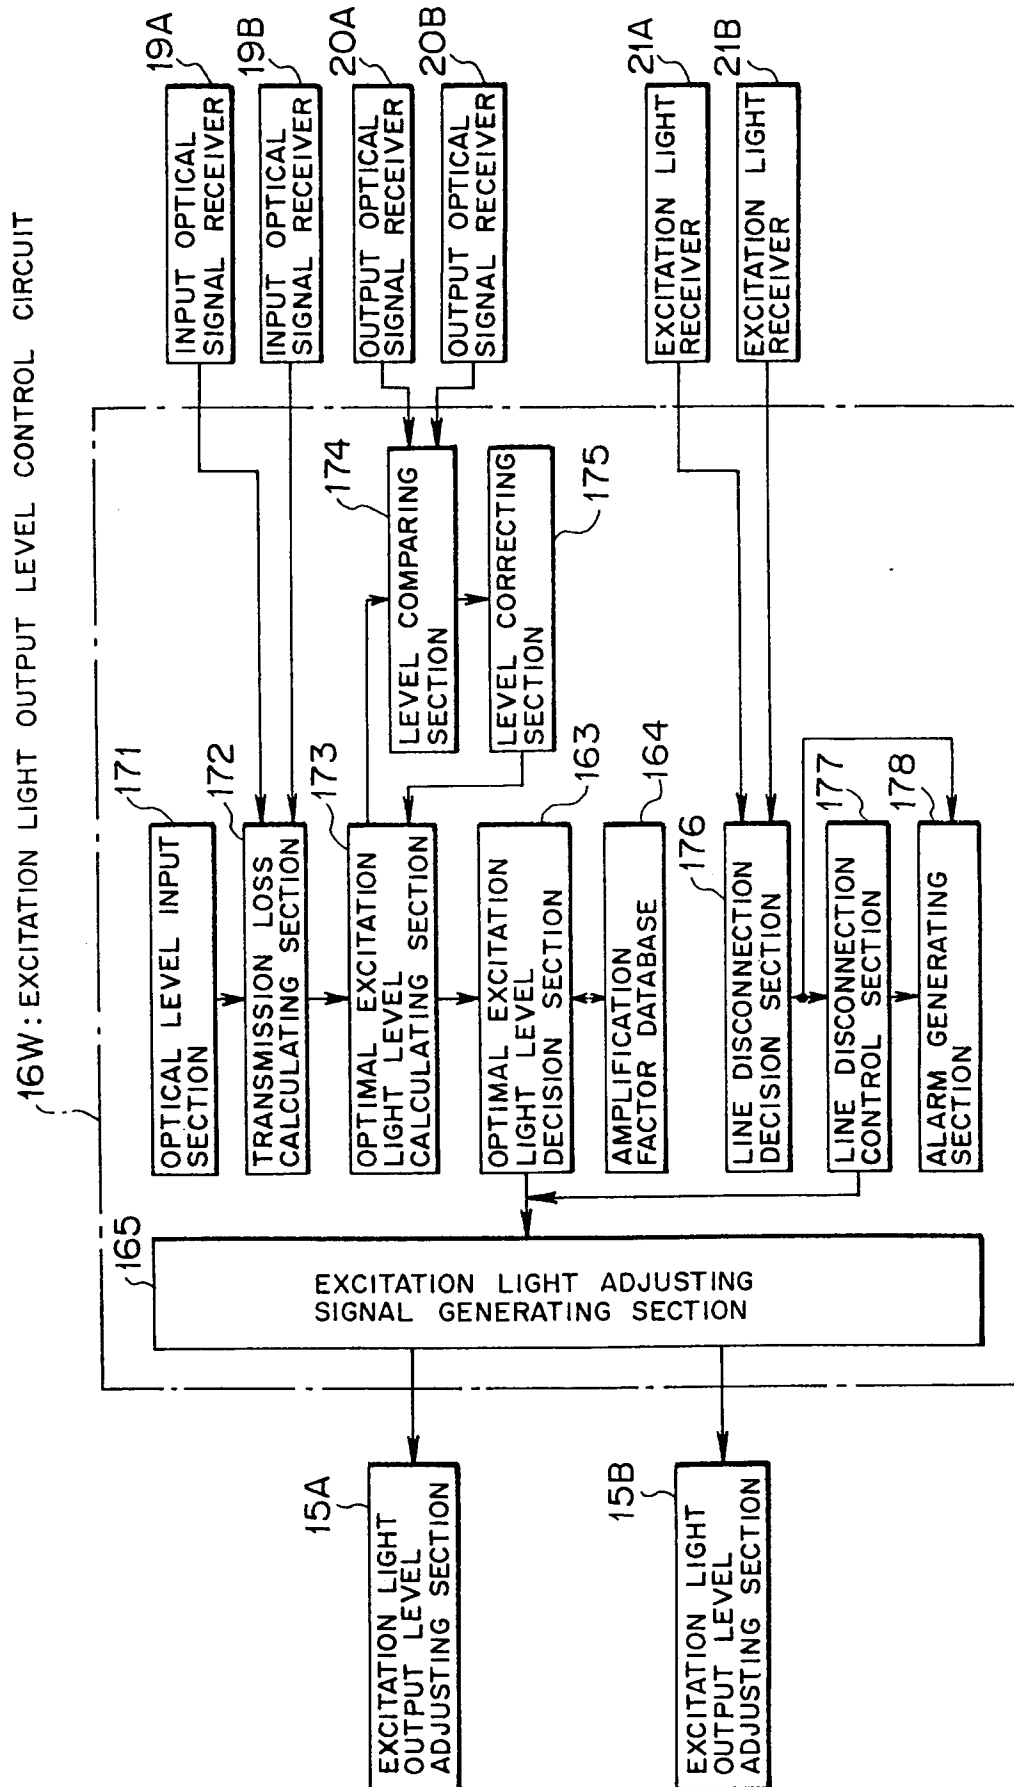 16W: EXCITATION LIGHT OUTPUT LEVEL CONTROL CIRCUIT
15A
EXCITATION LIGHT
OUTPUT LEVEL
ADJUSTING SECTION
15B
EXCITATION LIGHT
OUTPUT LEVEL
ADJUSTING SECTION
165
EXCITATION LIGHT ADJUSTING
SIGNAL GENERATING SECTION
171
OPTICAL LEVEL INPUT
SECTION
172
TRANSMISSION LOSS
CALCULATING SECTION
173
OPTIMAL EXCITATION
LIGHT LEVEL
CALCULATING SECTION
163
OPTIMAL EXCITATION
LIGHT LEVEL
DECISION SECTION
164
AMPLIFICATION
FACTOR DATABASE
176
LINE DISCONNECTION
DECISION SECTION
177
LINE DISCONNECTION
CONTROL SECTION
178
ALARM GENERATING
SECTION
174
LEVEL COMPARING
SECTION
175
LEVEL CORRECTING
SECTION
19A
INPUT OPTICAL
SIGNAL RECEIVER
19B
INPUT OPTICAL
SIGNAL RECEIVER
20A
OUTPUT OPTICAL
SIGNAL RECEIVER
20B
OUTPUT OPTICAL
SIGNAL RECEIVER
21A
EXCITATION LIGHT
RECEIVER
21B
EXCITATION LIGHT
RECEIVER